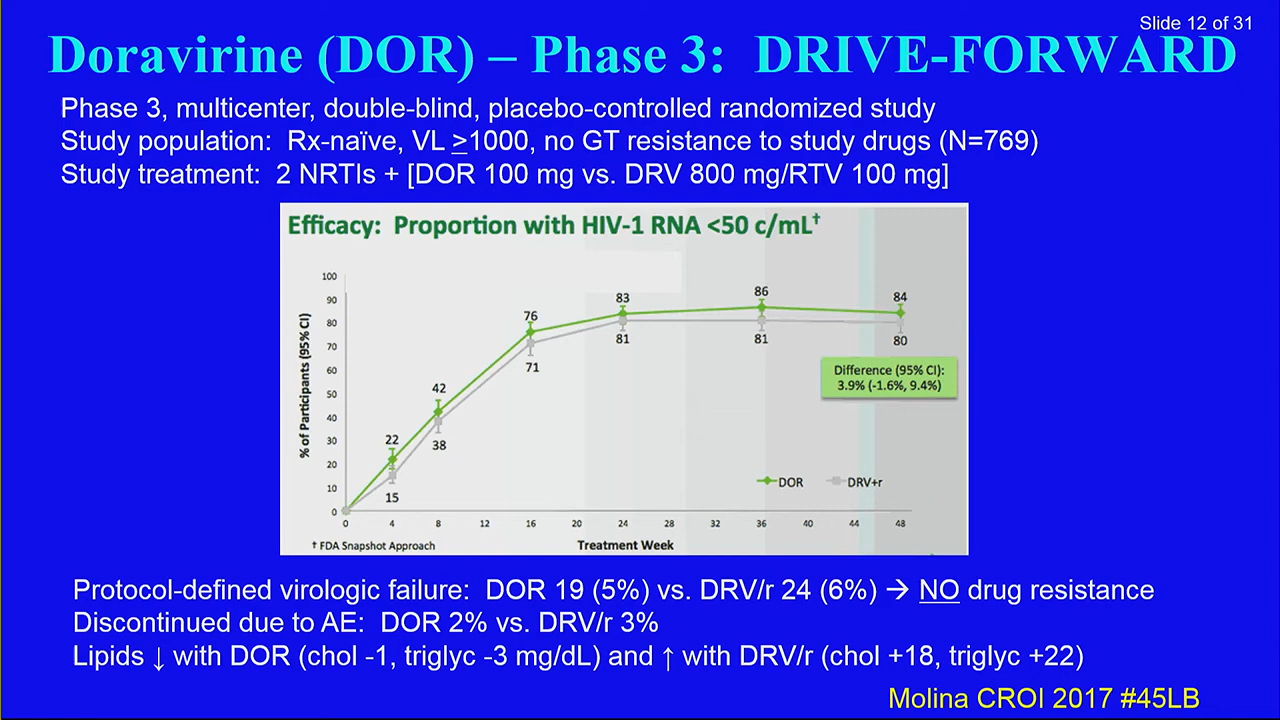 Slide 12 of 31
Doravirine (DOR) – Phase 3: DRIVE-FORWARD
Phase 3, multicenter, double-blind, placebo-controlled randomized study
Study population: Rx-naïve, VL ≥1000, no GT resistance to study drugs (N=769)
Study treatment: 2 NRTIs + [DOR 100 mg vs. DRV 800 mg/RTV 100 mg]
Efficacy: Proportion with HIV-1 RNA <50 c/mL†
% of Participants (95% CI)
100
90
80
70
60
50
40
30
20
10
0
22
42
76
83
86
84
15
38
71
81
81
80
Difference (95% CI):
3.9% (-1.6%, 9.4%)
DOR DRV+r
0 4 8 12 16 20 24 28 32 36 40 44 48
† FDA Snapshot Approach
Treatment Week
Protocol-defined virologic failure: DOR 19 (5%) vs. DRV/r 24 (6%) → NO drug resistance
Discontinued due to AE: DOR 2% vs. DRV/r 3%
Lipids ↓ with DOR (chol -1, triglyc -3 mg/dL) and ↑ with DRV/r (chol +18, triglyc +22)
Molina CROI 2017 #45LB